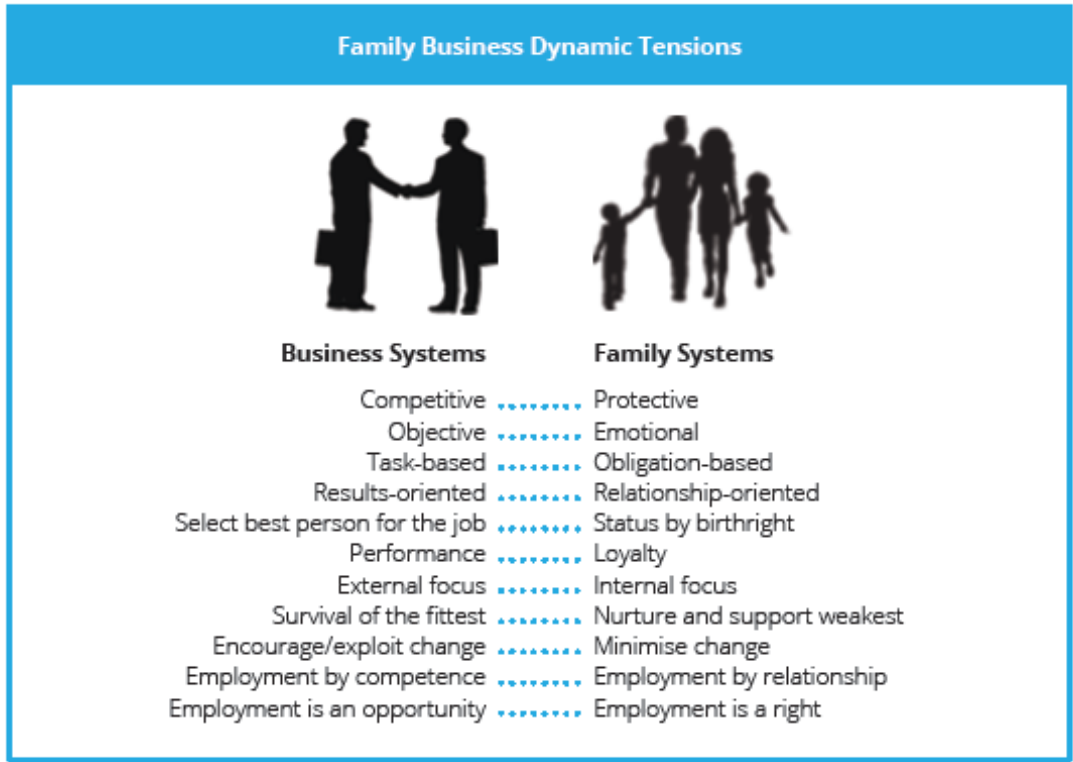 Family Business Dynamic Tensions
Business Systems Family Systems
Competitive Protective
Objective Emotional
Task-based Obligation-based
Results-oriented Relationship-oriented
Select best person for the job Status by birthright
Performance Loyalty
External focus Internal focus
Survival of the fittest Nurture and support weakest
Encourage/exploit change Minimise change
Employment by competence Employment by relationship
Employment is an opportunity Employment is a right